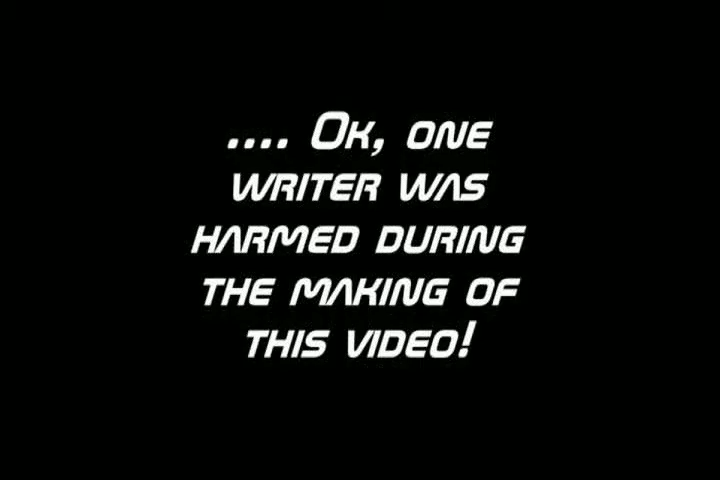 .... Ok, one
writer was
harmed during
the making of
this video!